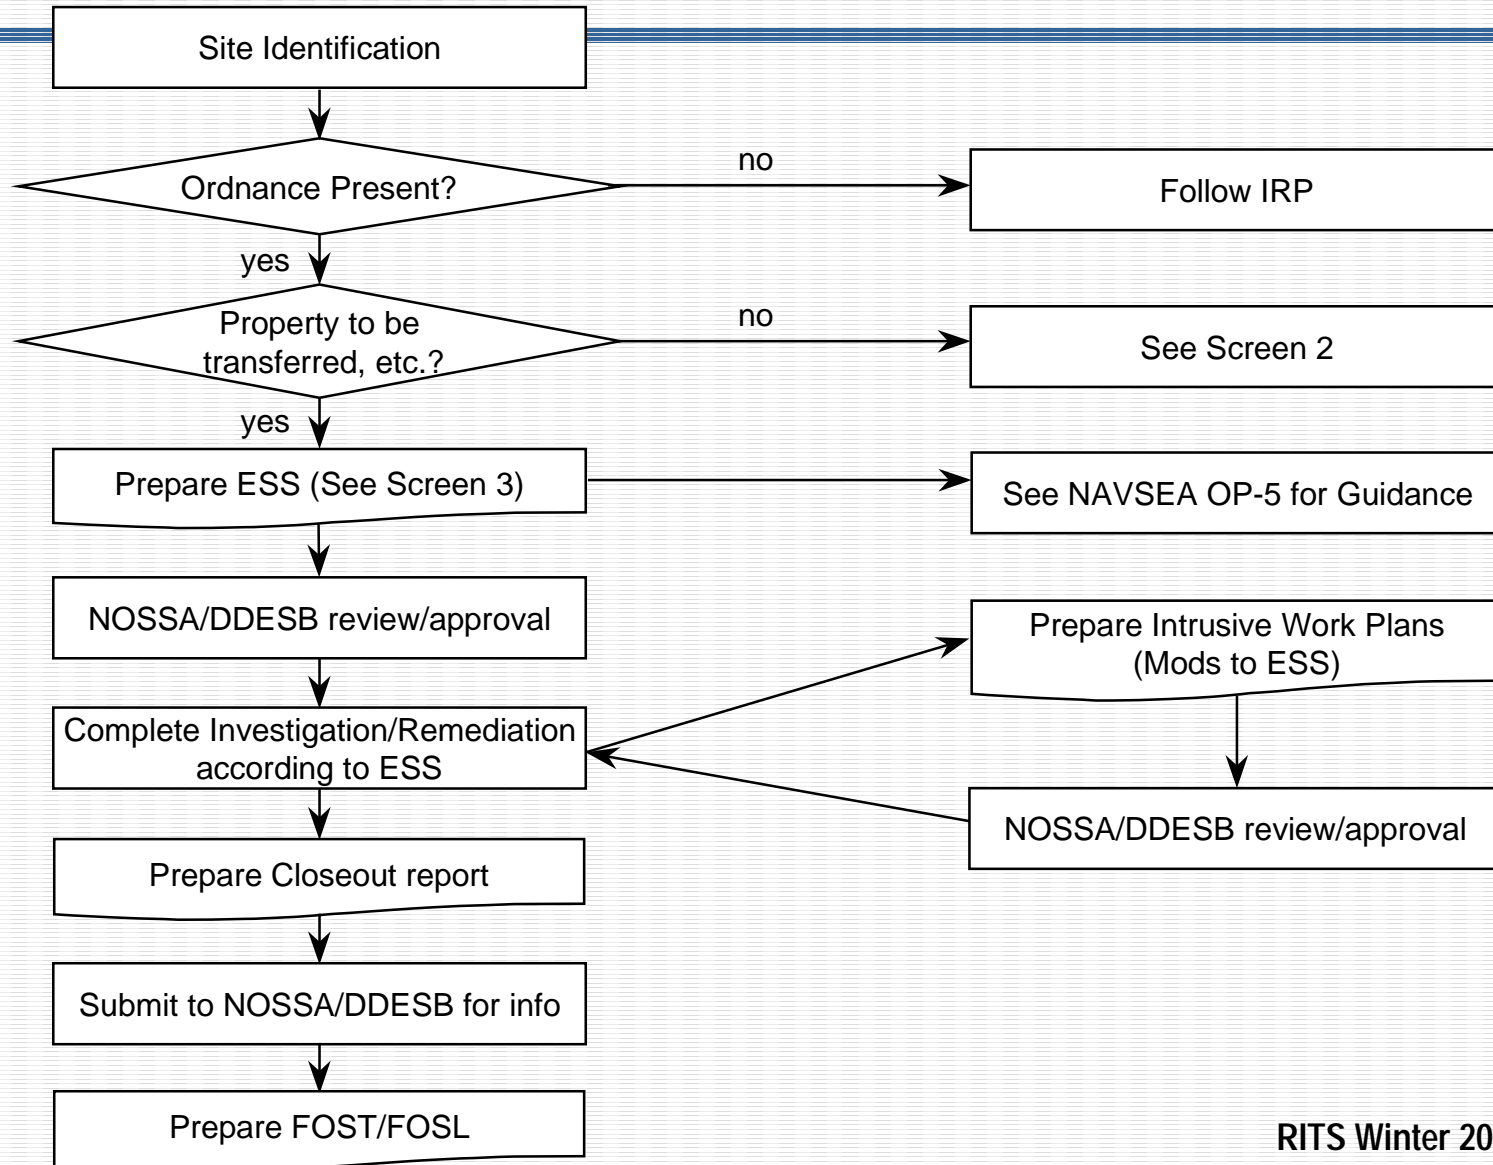 Site Identification
Ordnance Present?
no
Follow IRP
yes
Property to be
transferred, etc.?
no
See Screen 2
yes
Prepare ESS (See Screen 3)
See NAVSEA OP-5 for Guidance
NOSSA/DDESB review/approval
Prepare Intrusive Work Plans
(Mods to ESS)
Complete Investigation/Remediation
according to ESS
NOSSA/DDESB review/approval
Prepare Closeout report
Submit to NOSSA/DDESB for info
Prepare FOST/FOSL
RITS Winter 20